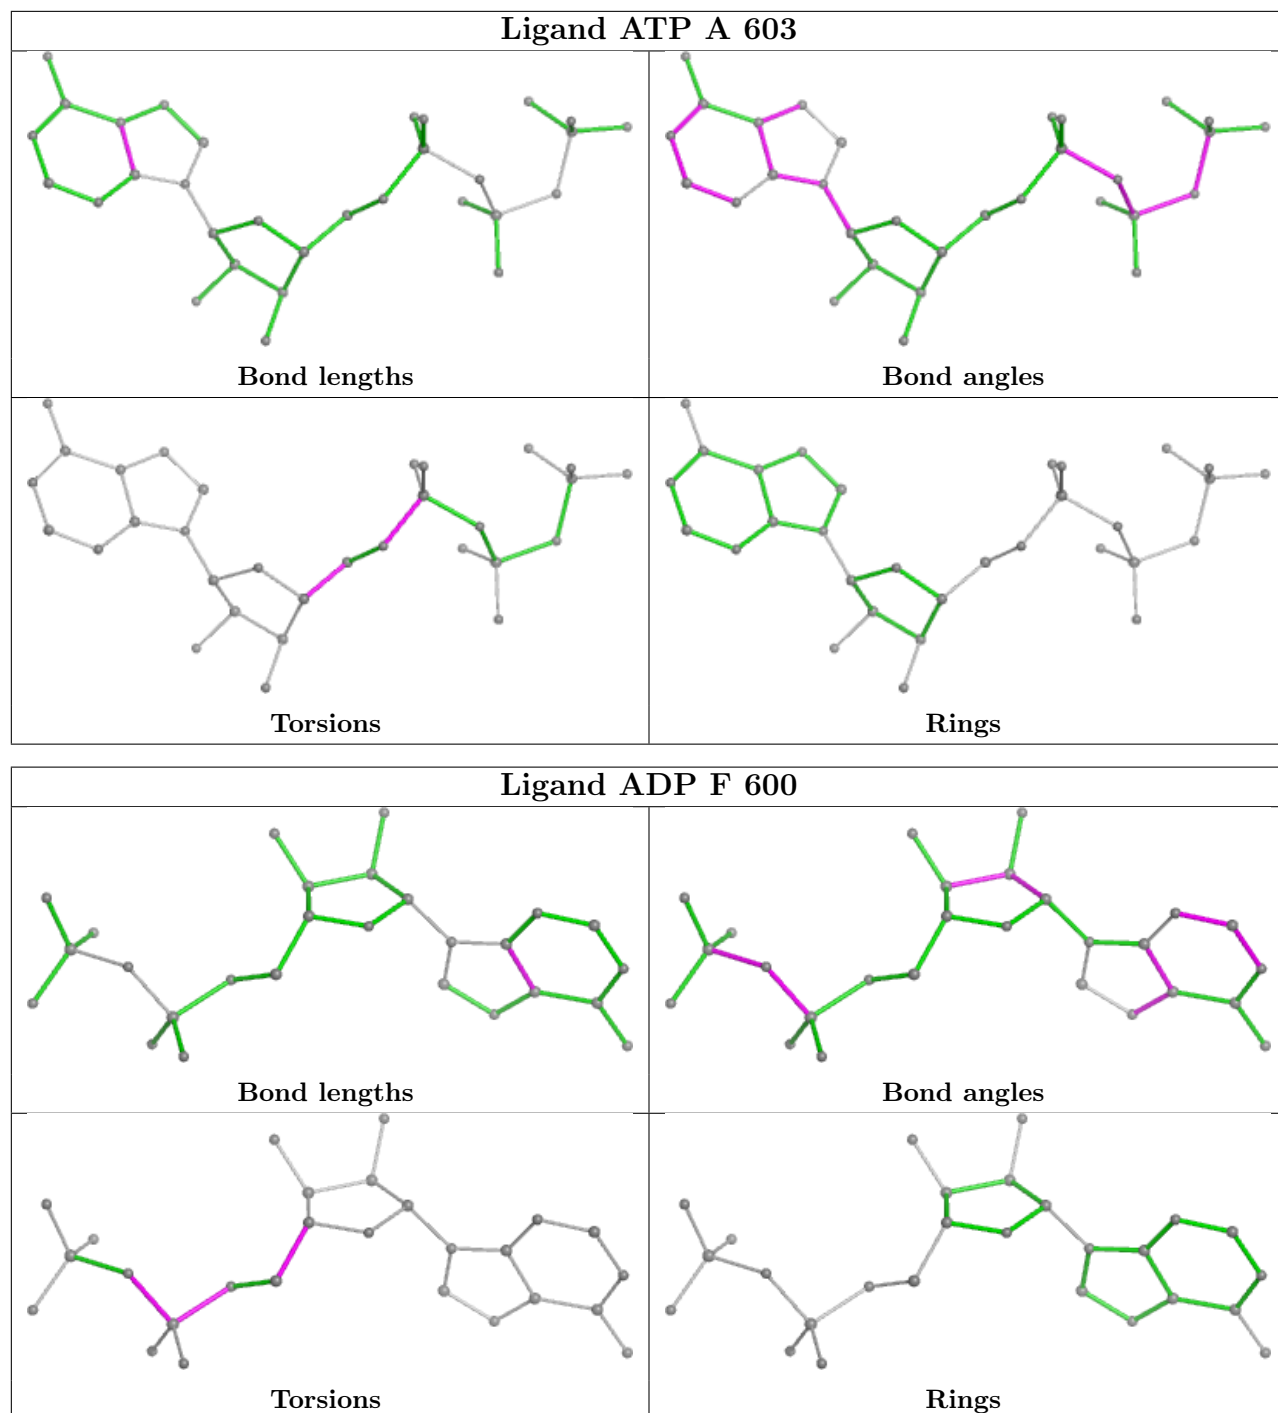 Ligand ATP A 603
Bond lengths
Bond angles
Torsions
Rings
Ligand ADP F 600
Bond lengths
Bond angles
Torsions
Rings